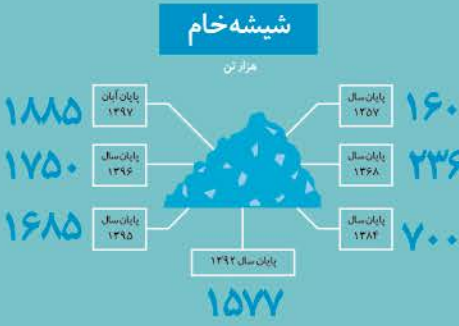 شیشه‌خام
هزار تن
پایان سال
۱۳۵۷
۱۶۰
پایان سال
۱۳۶۸
۲۳۶
پایان سال
۱۳۸۴
۷۰۰
پایان سال ۱۳۹۲
۱۵۷۷
پایان سال
۱۳۹۵
۱۶۸۵
پایان سال
۱۳۹۶
۱۷۵۰
پایان آبان
۱۳۹۷
۱۸۸۵